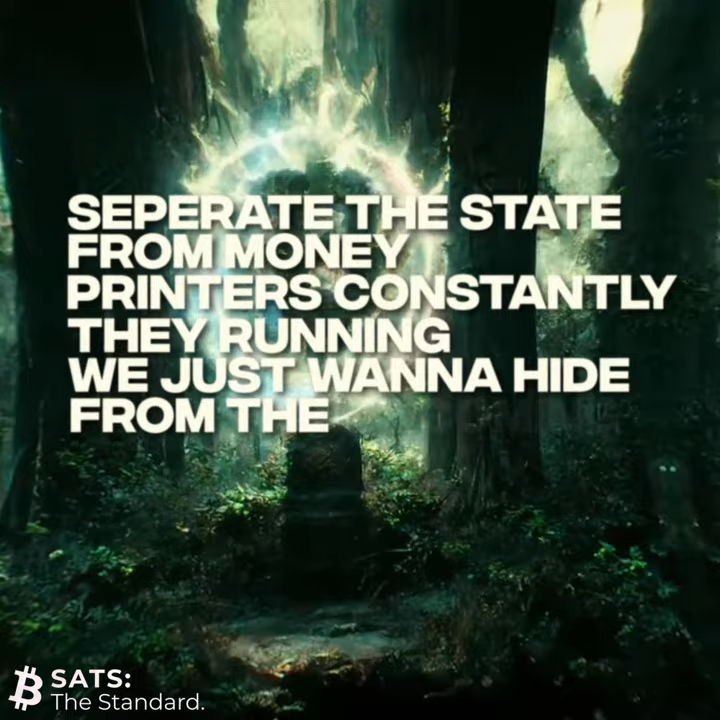 SEPERATE THE STATE
FROM MONEY
PRINTERS CONSTANTLY
THEY RUNNING
WE JUST WANNA HIDE
FROM THE
SATS:
The Standard.